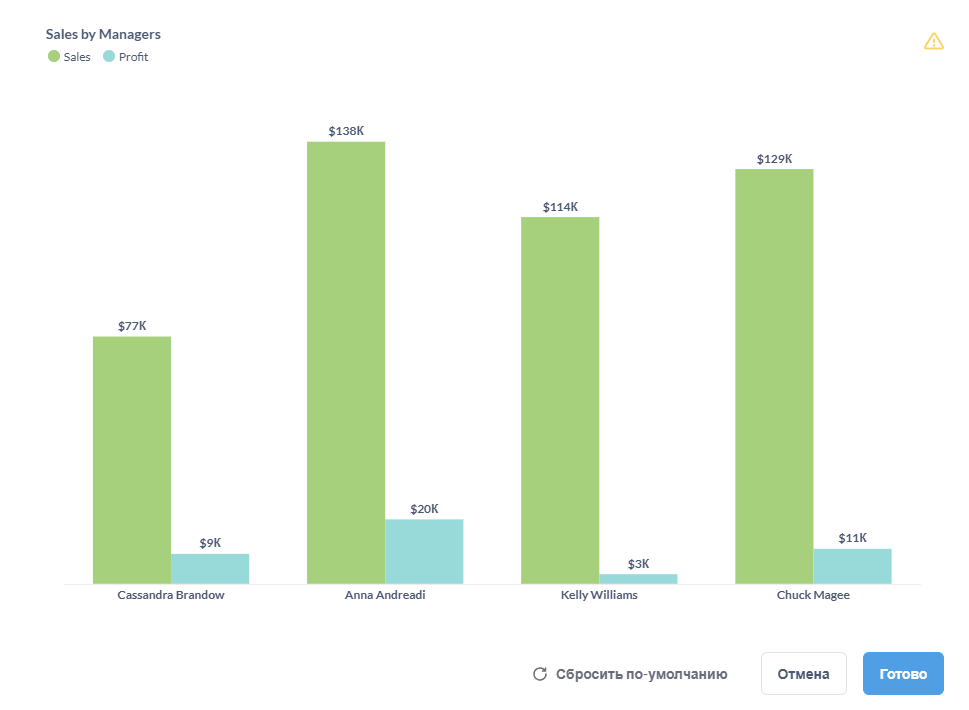 Sales by Managers
Sales Profit
$138K
$129K
$114K
$77K
$20K
$9K
$11K
$3K
Cassandra Brandow Anna Andreadi Kelly Williams Chuck Magee
Сбросить по-умолчанию Отмена Готово